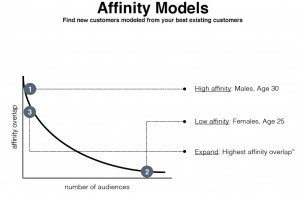 Affinity Models
Find new customers modeled from your best existing customers
1
High affinity: Males, Age 30
3
Low affinity: Females, Age 25
affinity overlap
Expand: Highest affinity overlap"
2
number of audiences